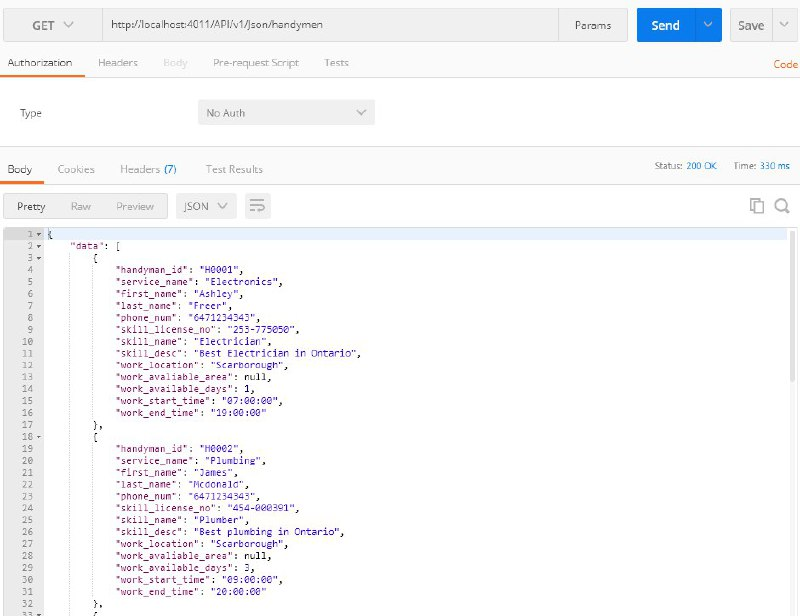 GET http://localhost:4011/API/v1/Json/handymen Params Send Save
Authorization Headers Body Pre-request Script Tests Code
Type No Auth
Body Cookies Headers (7) Test Results Status: 200 OK Time: 330 ms
Pretty Raw Preview JSON
1 {
2 "data": [
3 {
4 "handyman_id": "H0001",
5 "service_name": "Electronics",
6 "first_name": "Ashley",
7 "last_name": "Freer",
8 "phone_num": "6471234343",
9 "skill_license_no": "253-775050",
10 "skill_name": "Electrician",
11 "skill_desc": "Best Electrician in Ontario",
12 "work_location": "Scarborough",
13 "work_avaliable_area": null,
14 "work_available_days": 1,
15 "work_start_time": "07:00:00",
16 "work_end_time": "19:00:00"
17 },
18 {
19 "handyman_id": "H0002",
20 "service_name": "Plumbing",
21 "first_name": "James",
22 "last_name": "Mcdonald",
23 "phone_num": "6471234343",
24 "skill_license_no": "454-000391",
25 "skill_name": "Plumber",
26 "skill_desc": "Best plumbing in Ontario",
27 "work_location": "Scarborough",
28 "work_avaliable_area": null,
29 "work_available_days": 3,
30 "work_start_time": "09:00:00",
31 "work_end_time": "20:00:00"
32 },
33 {